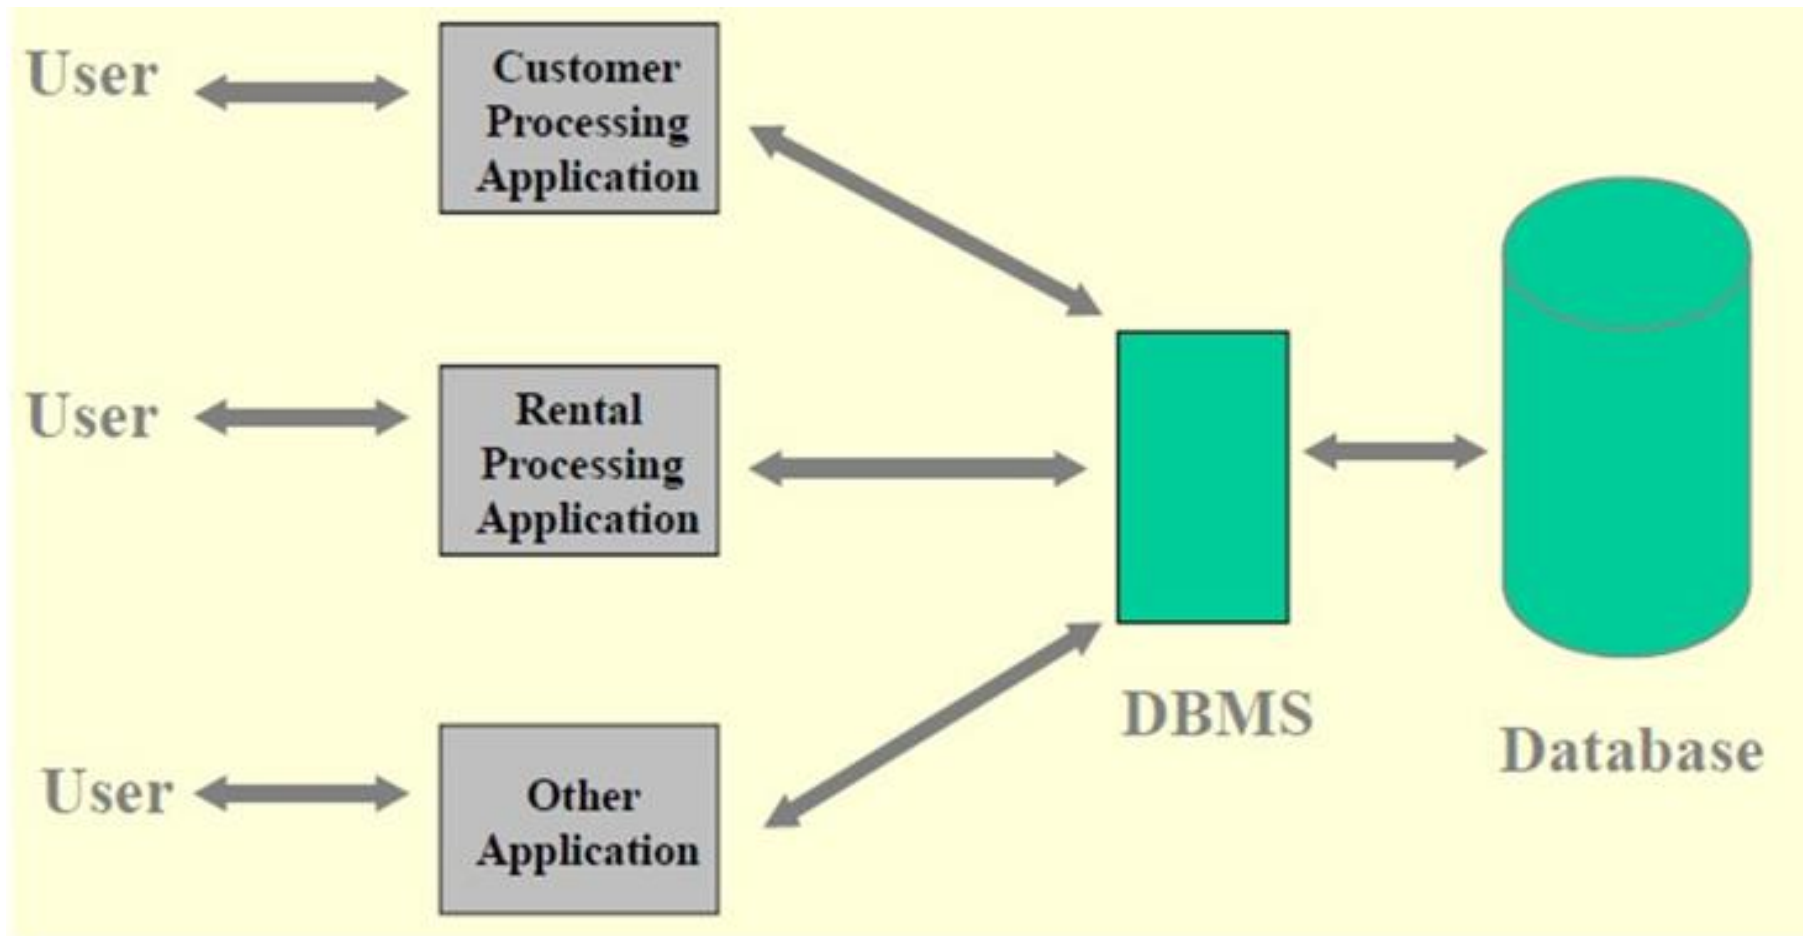 User
Customer
Processing
Application
User
Rental
Processing
Application
User
Other
Application
DBMS
Database